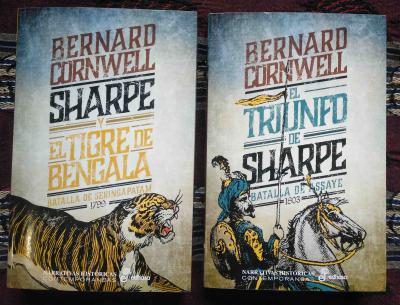 BERNARD
CORNWELL
SHARPE
Y
EL TIGRE DE
BENGALA
BATALLA DE SERINGAPATAM
1799
NARRATIVAS HISTÓRICAS
CONTEMPORÁNEAS
edhasa
BERNARD
CORNWELL
EL
TRIUNFO
DE
SHARPE
BATALLA DE ASSAYE
1803
NARRATIVAS HISTÓRICAS
CONTEMPORÁNEAS
edhasa